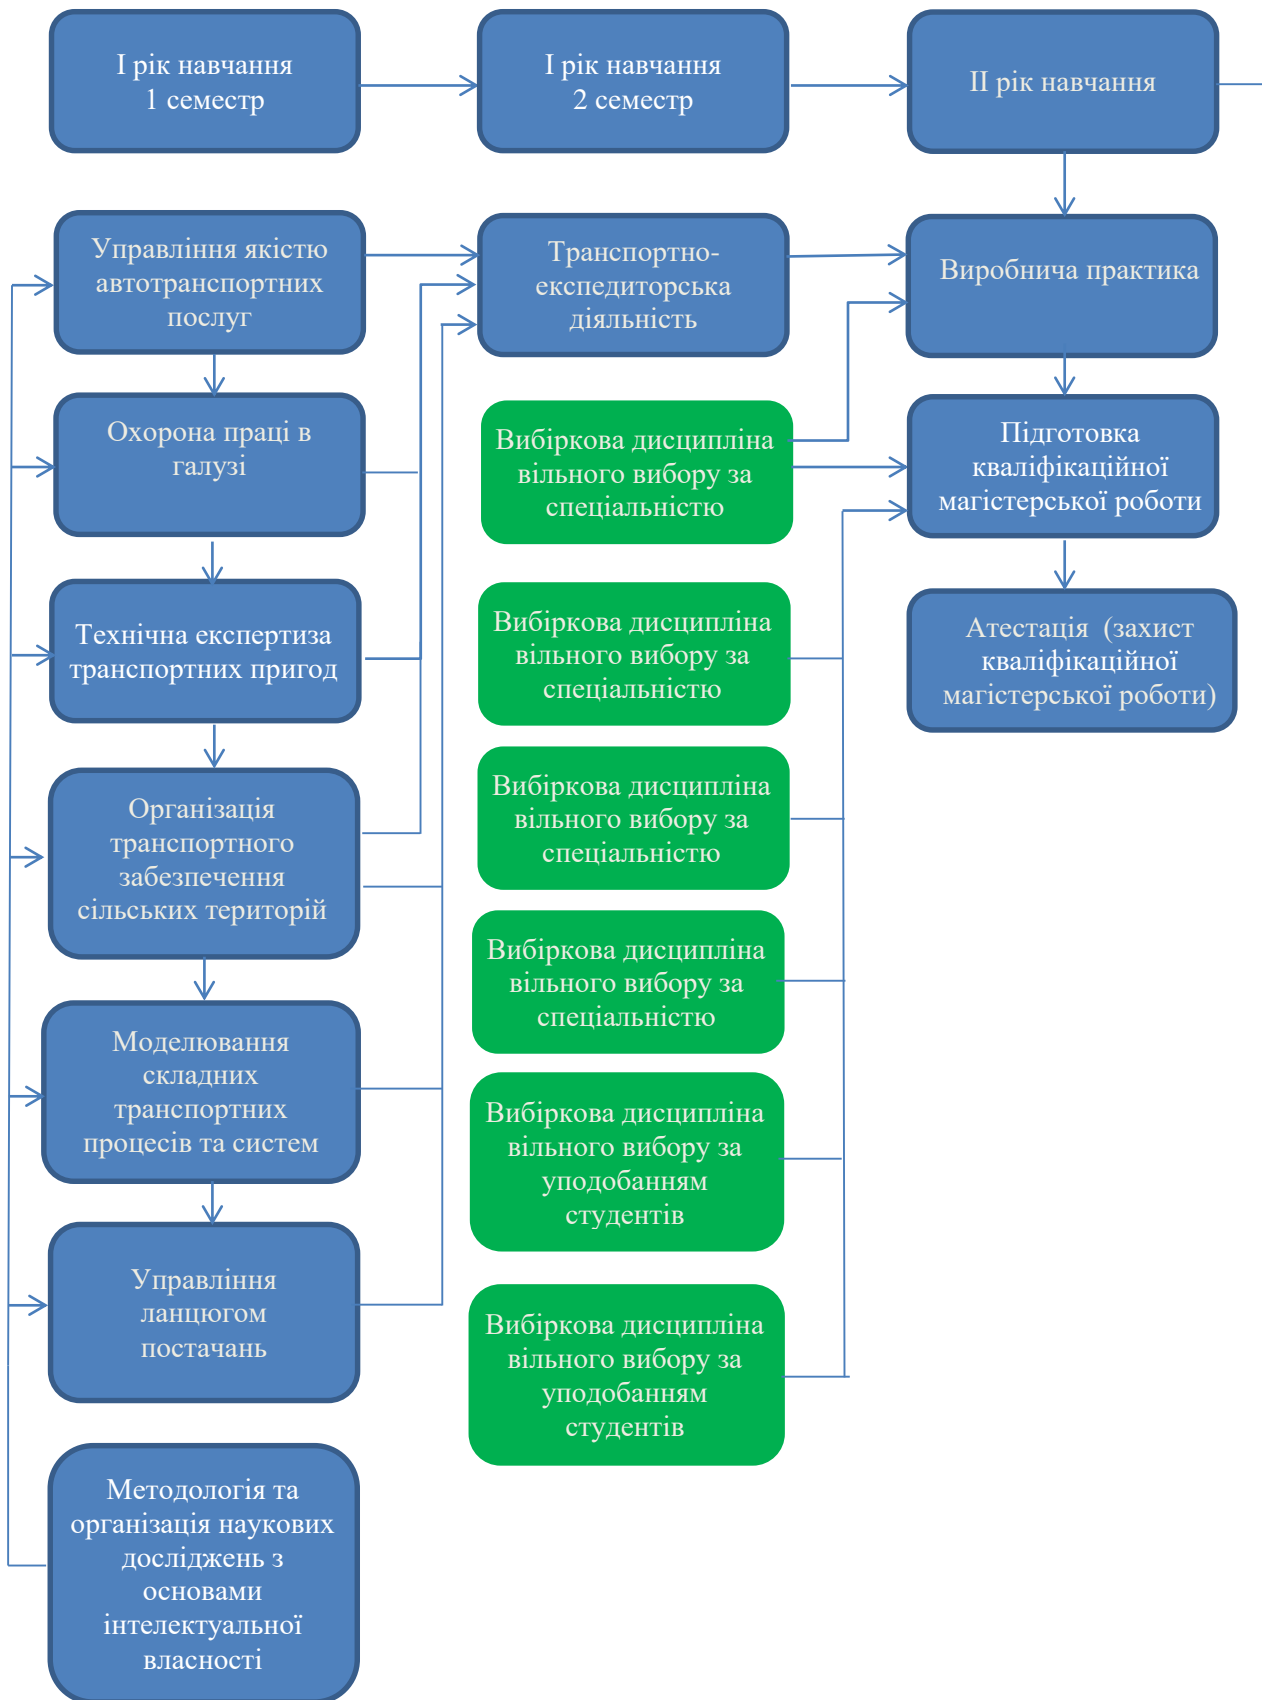 І рік навчання
1 семестр
І рік навчання
2 семестр
ІІ рік навчання
Управління якістю
автотранспортних
послуг
Охорона праці в
галузі
Технічна експертиза
транспортних пригод
Організація
транспортного
забезпечення
сільських територій
Моделювання
складних
транспортних
процесів та систем
Управління
ланцюгом
постачань
Методологія та
організація наукових
досліджень з
основами
інтелектуальної
власності
Транспортно-
експедиторська
діяльність
Вибіркова дисципліна
вільного вибору за
спеціальністю
Вибіркова дисципліна
вільного вибору за
спеціальністю
Вибіркова дисципліна
вільного вибору за
спеціальністю
Вибіркова дисципліна
вільного вибору за
спеціальністю
Вибіркова дисципліна
вільного вибору за
уподобанням
студентів
Вибіркова дисципліна
вільного вибору за
уподобанням
студентів
Виробнича практика
Підготовка
кваліфікаційної
магістерської роботи
Атестація (захист
кваліфікаційної
магістерської роботи)